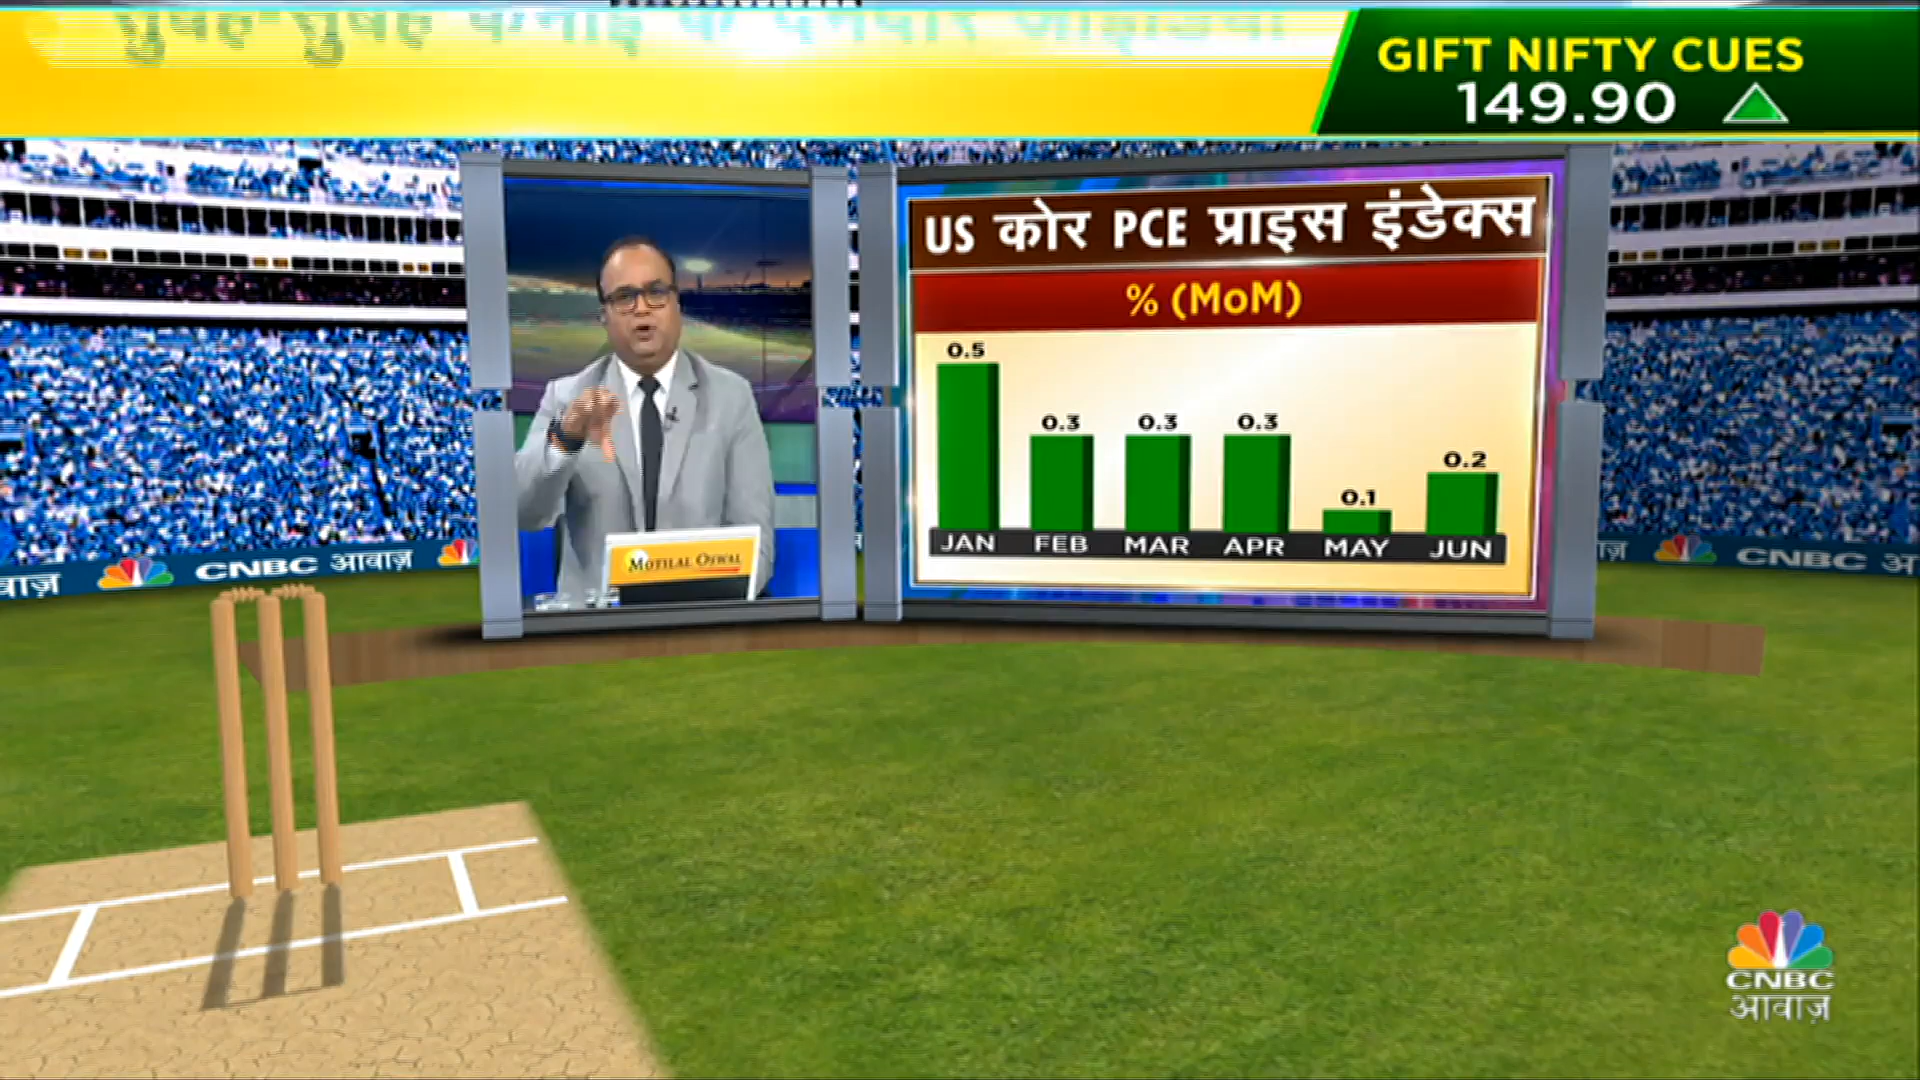 GIFT NIFTY CUES
149.90
US कोर PCE प्राइस इंडेक्स
% (MoM)
0.5
0.3
0.3
0.3
0.1
0.2
JAN FEB MAR APR MAY JUN
MOTILAL OSWAL
वाज़ CNBC आवाज़
CNBC
CNBC
आवाज़